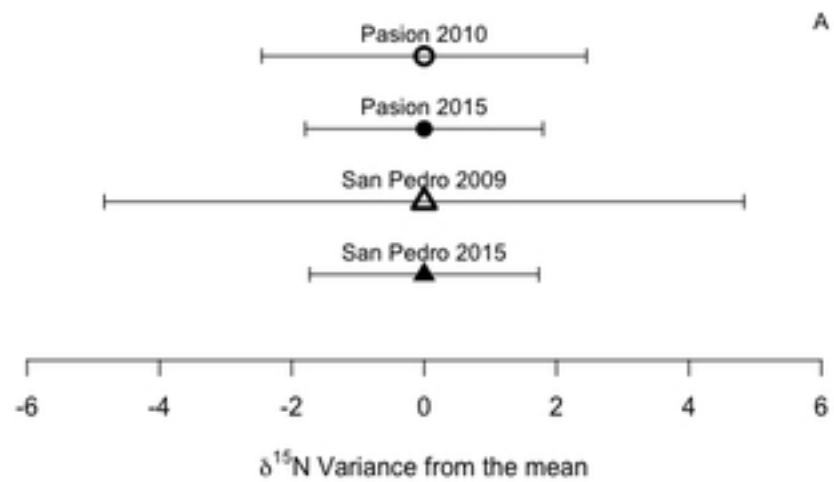 A
Pasion 2010
Pasion 2015
San Pedro 2009
San Pedro 2015
-6 -4 -2 0 2 4 6
δ¹⁵N Variance from the mean